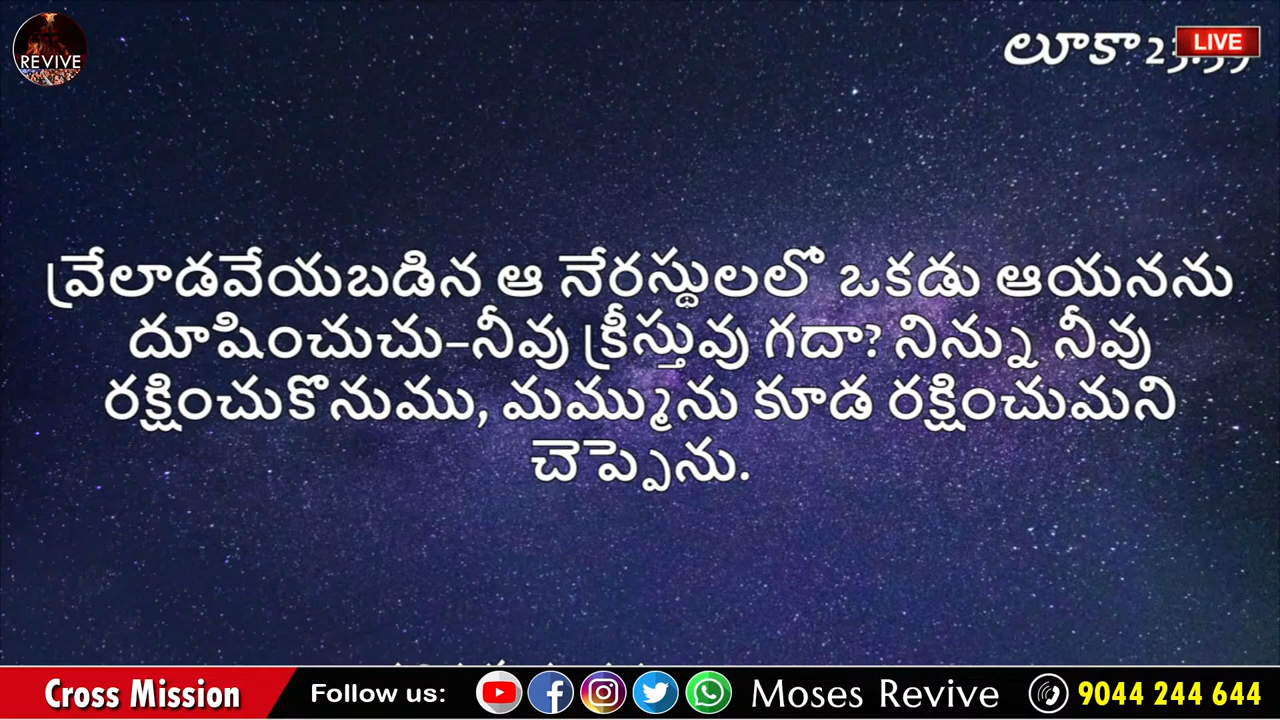 REVIVE
లూకా
LIVE
వ్రేలాడవేయబడిన ఆ నేరస్థులలో ఒకడు ఆయనను
దూషించుచు–నీవు క్రీస్తువు గదా? నిన్ను నీవు
రక్షించుకొనుము, మమ్మును కూడ రక్షించుమని
చెప్పెను.
Cross Mission
Follow us:
Moses Revive
9044 244 644